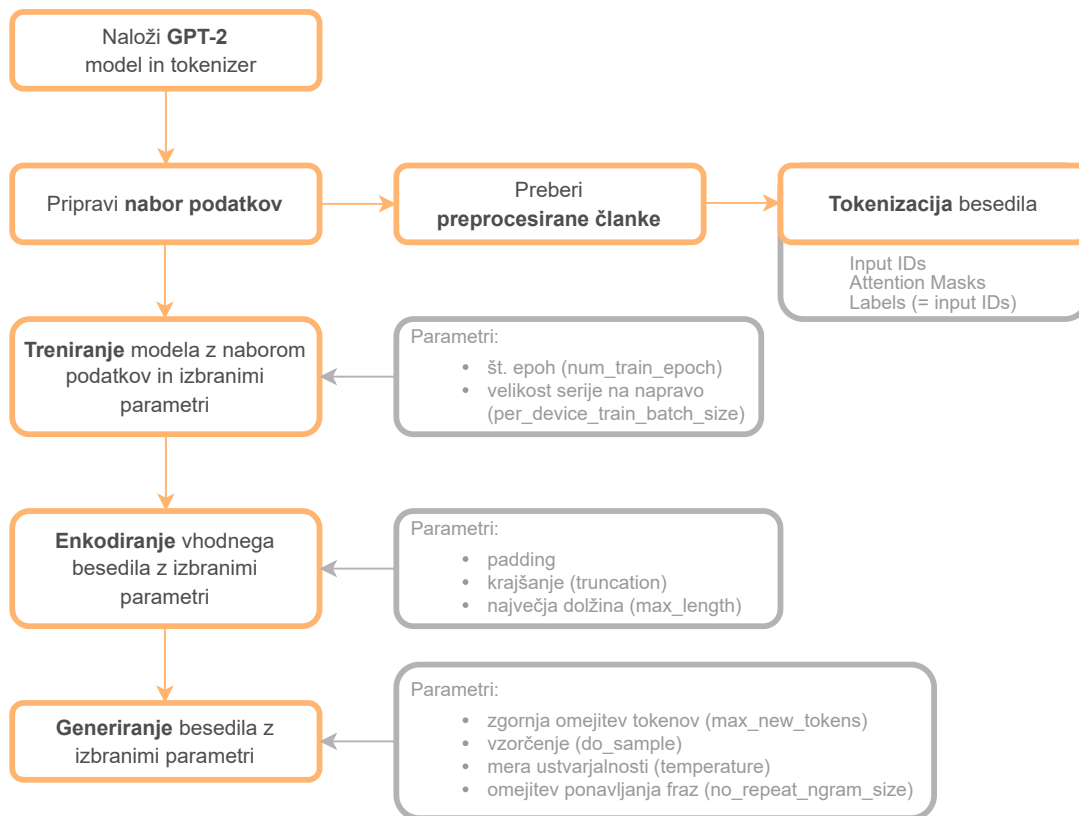 Naloži GPT-2
model in tokenizer
Pripravi nabor podatkov
Preberi
preprocesirane članke
Tokenizacija besedila
Input IDs
Attention Masks
Labels (= input IDs)
Treniranje modela z naborom
podatkov in izbranimi
parametri
Parametri:
• št. epoh (num_train_epoch)
• velikost serije na napravo
(per_device_train_batch_size)
Enkodiranje vhodnega
besedila z izbranimi
parametri
Parametri:
• padding
• krajšanje (truncation)
• največja dolžina (max_length)
Generiranje besedila z
izbranimi parametri
Parametri:
• zgornja omejitev tokenov (max_new_tokens)
• vzorčenje (do_sample)
• mera ustvarjalnosti (temperature)
• omejitev ponavljanja fraz (no_repeat_ngram_size)